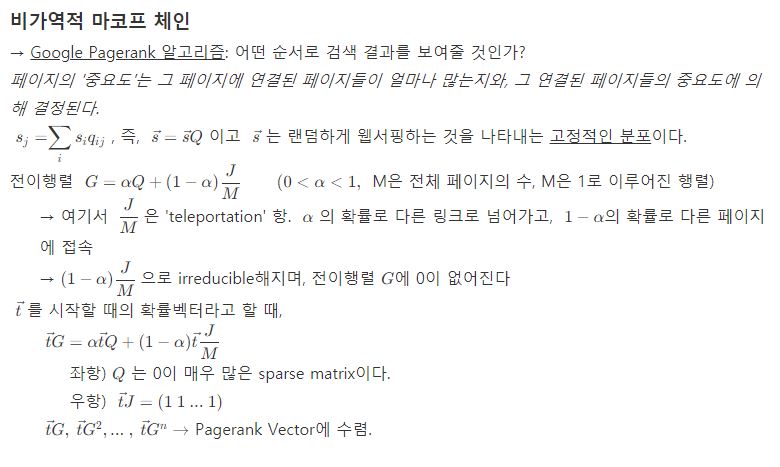 비가역적 마코프 체인
→ Google Pagerank 알고리즘: 어떤 순서로 검색 결과를 보여줄 것인가?
페이지의 '중요도'는 그 페이지에 연결된 페이지들이 얼마나 많는지와, 그 연결된 페이지들의 중요도에 의
해 결정된다.
$s_j = \sum_i s_i q_{ij}$ , 즉, $\vec{s} = \vec{s}Q$ 이고 $\vec{s}$ 는 랜덤하게 웹서핑하는 것을 나타내는 고정적인 분포이다.
전이행렬 $G = \alpha Q + (1-\alpha)\frac{J}{M}$ $(0 < \alpha < 1,$ M은 전체 페이지의 수, M은 1로 이루어진 행렬)
→ 여기서 $\frac{J}{M}$ 은 'teleportation' 항. $\alpha$ 의 확률로 다른 링크로 넘어가고, $1-\alpha$의 확률로 다른 페이지
에 접속
→ $(1-\alpha)\frac{J}{M}$ 으로 irreducible해지며, 전이행렬 $G$에 0이 없어진다
$\vec{t}$ 를 시작할 때의 확률벡터라고 할 때,
$\vec{t}G = \alpha\vec{t}Q + (1-\alpha)\vec{t}\frac{J}{M}$
좌항) $Q$ 는 0이 매우 많은 sparse matrix이다.
우항) $\vec{t}J = (1\,1\,...\,1)$
$\vec{t}G,\ \vec{t}G^2, ...\ ,\ \vec{t}G^n \to$ Pagerank Vector에 수렴.